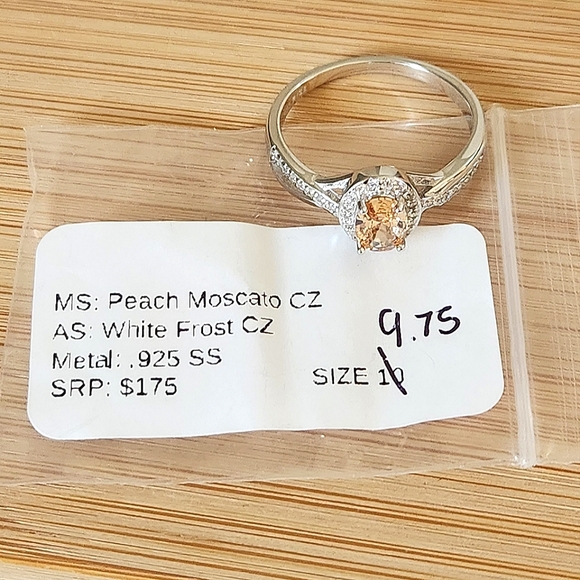 MS: Peach Moscato CZ
AS: White Frost CZ
Metal: .925 SS
SRP: $175
9.75
SIZE 10